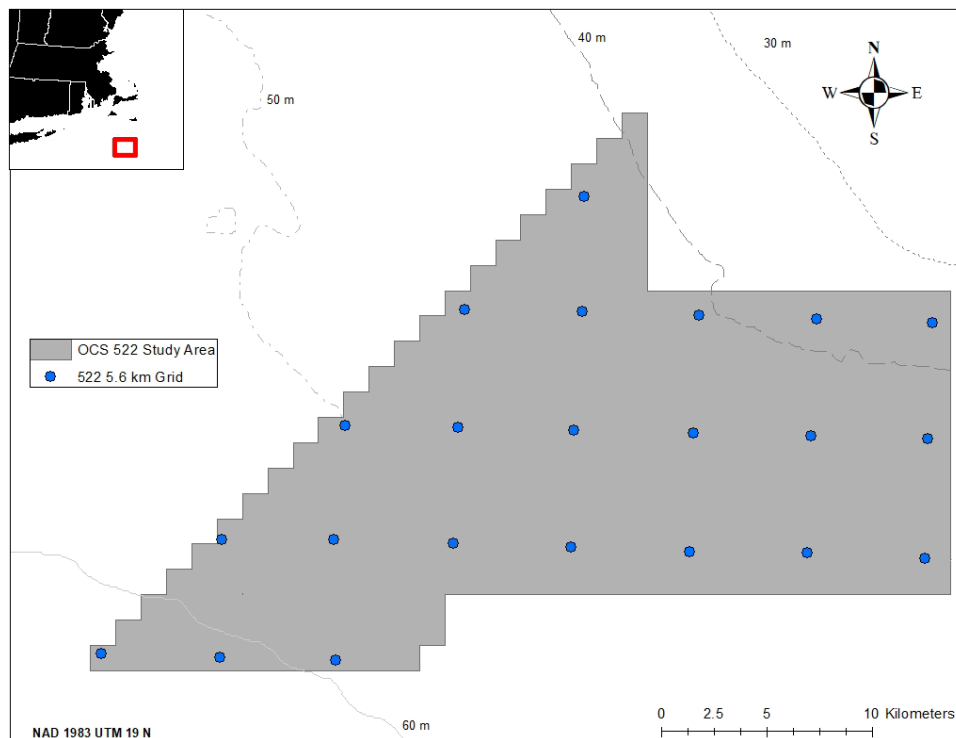 40 m
30 m
50 m
N
W E
S
OCS 522 Study Area
522 5.6 km Grid
60 m
0 2.5 5 10 Kilometers
NAD 1983 UTM 19 N